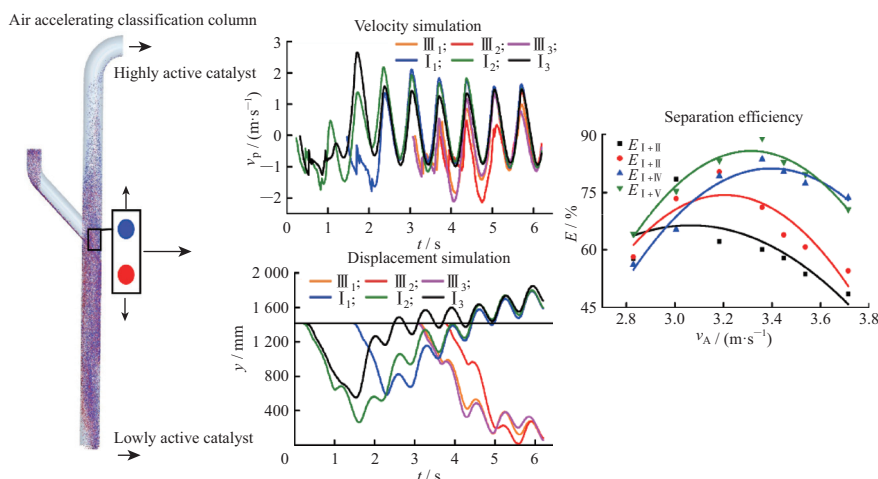 Air accelerating classification column
Highly active catalyst
Lowly active catalyst
Velocity simulation
Ⅲ1; Ⅲ2; Ⅲ3;
Ⅰ1; Ⅰ2; Ⅰ3
vp / (m·s−1)
3
2
1
0
−1
−2
0 1 2 3 4 5 6
t / s
Displacement simulation
Ⅲ1; Ⅲ2; Ⅲ3;
Ⅰ1; Ⅰ2; Ⅰ3
y / mm
2 000
1 600
1200
800
400
0 1 2 3 4 5 6
t / s
Separation efficiency
E / %
90
75
60
45
EⅠ+Ⅱ
EⅠ+Ⅱ
EⅠ+Ⅳ
EⅠ+Ⅴ
2.8 3.0 3.2 3.4 3.6 3.8
vA / (m·s−1)